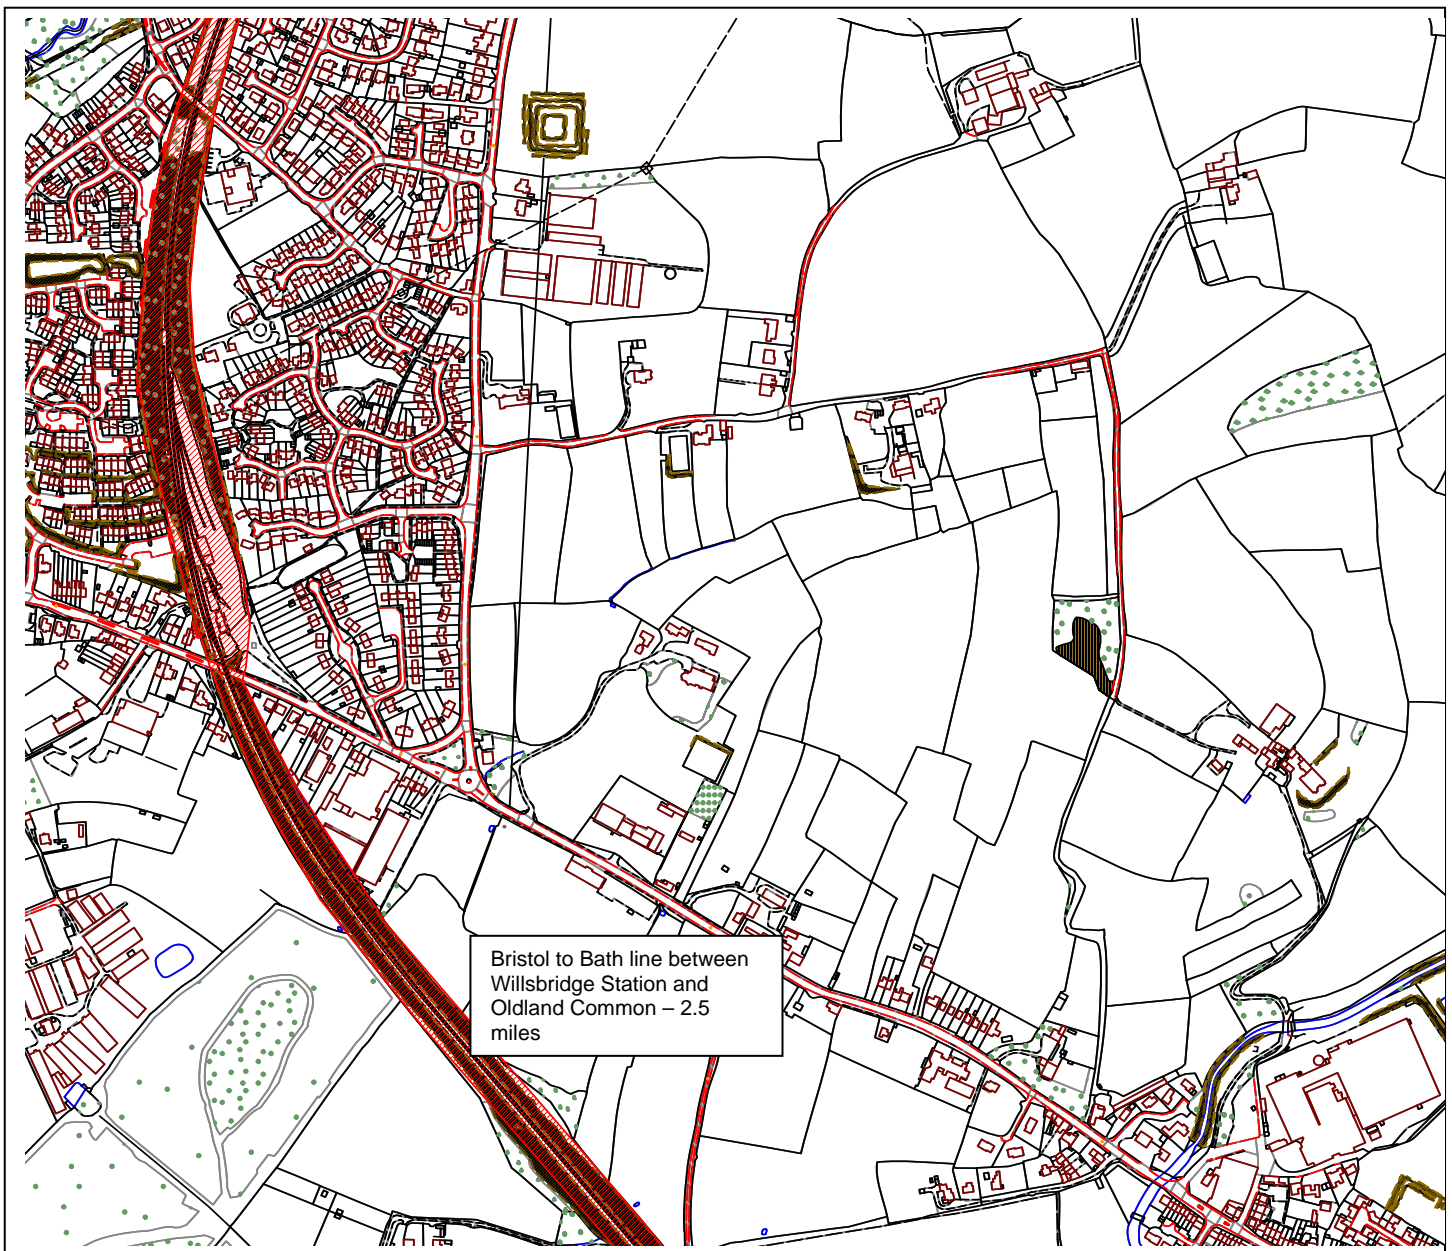 Bristol to Bath line between
Willsbridge Station and
Oldland Common – 2.5
miles